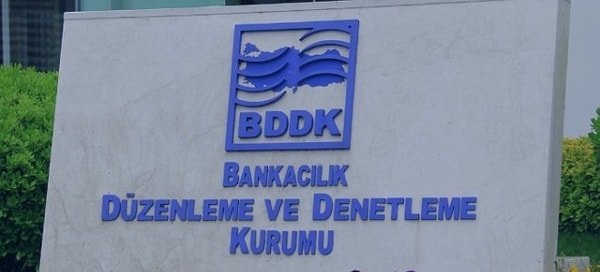 BDDK
BANKACILIK
DÜZENLEME VE DENETLEME
KURUMU